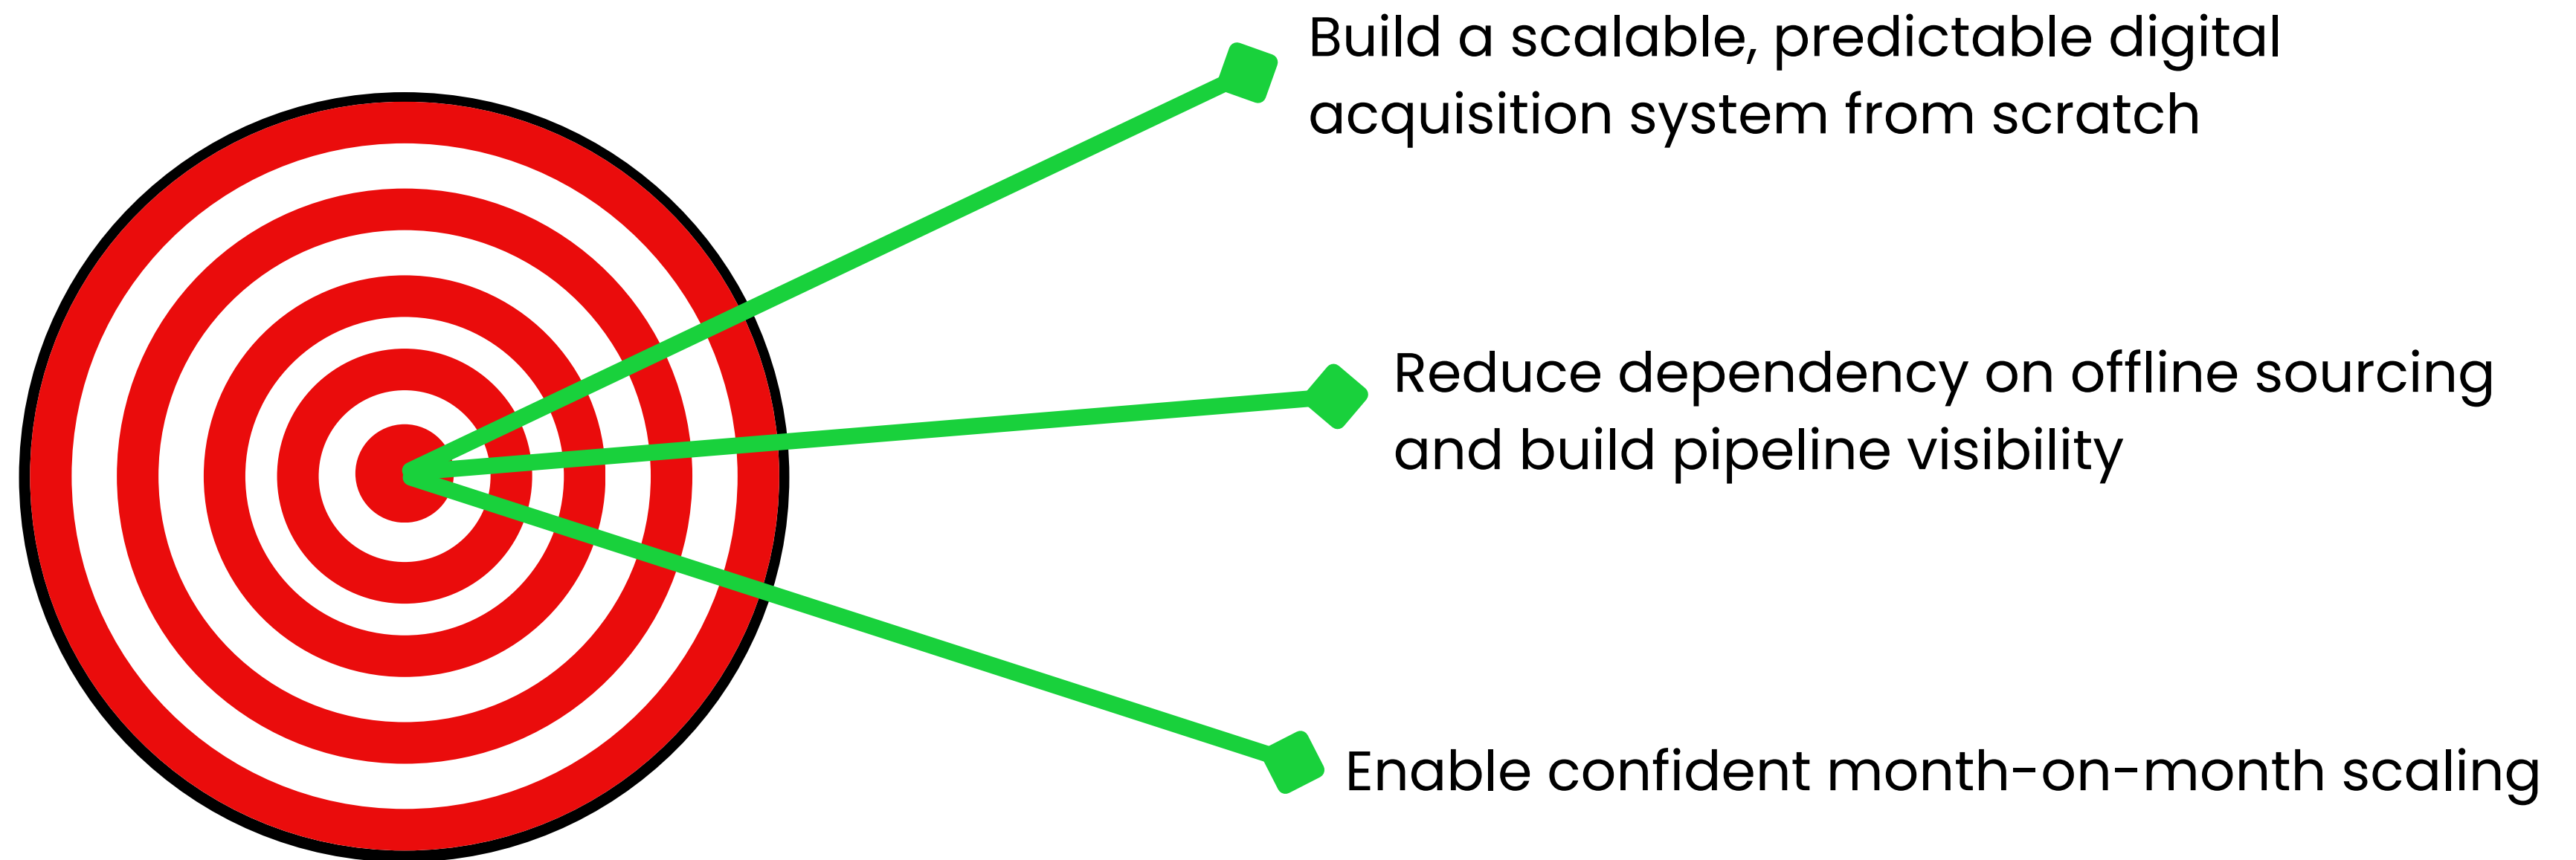 Build a scalable, predictable digital
acquisition system from scratch
Reduce dependency on offline sourcing
and build pipeline visibility
Enable confident month-on-month scaling